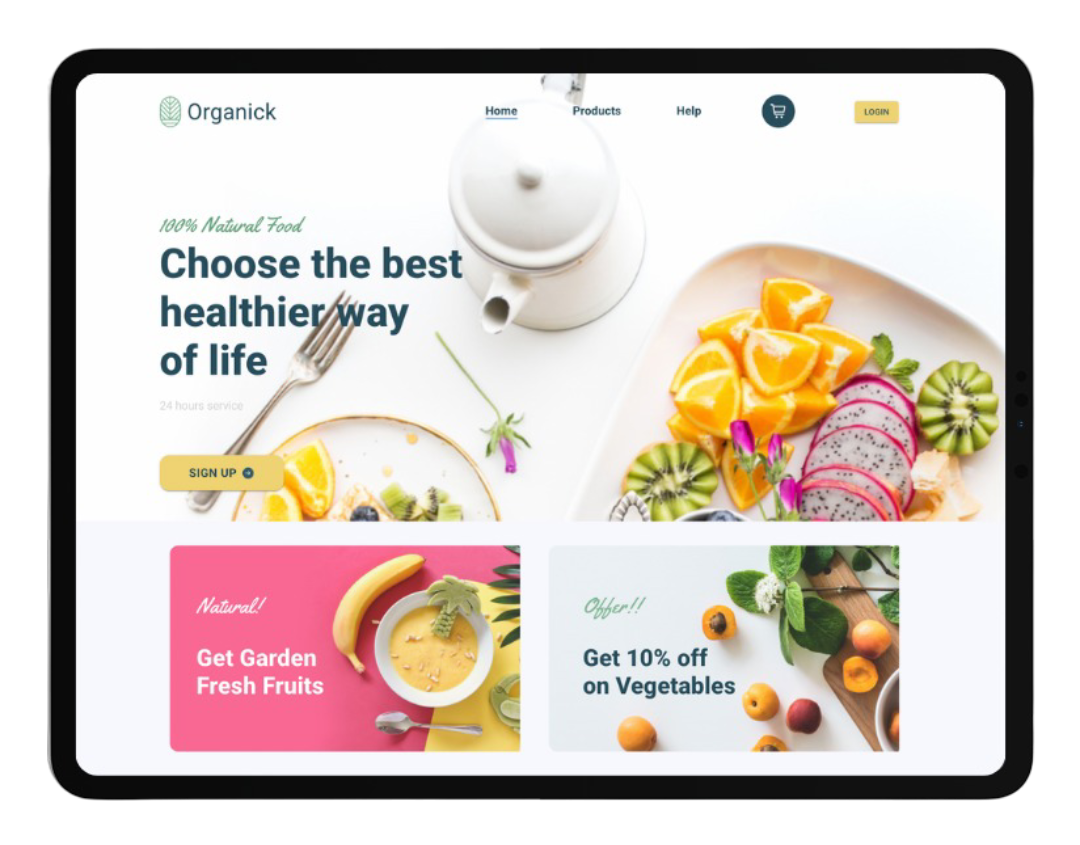 Organick
Home
Products
Help
LOGIN
100% Natural Food
Choose the best
healthier way
of life
24 hours service
SIGN UP
Natural!
Get Garden
Fresh Fruits
Offer!!
Get 10% off
on Vegetables